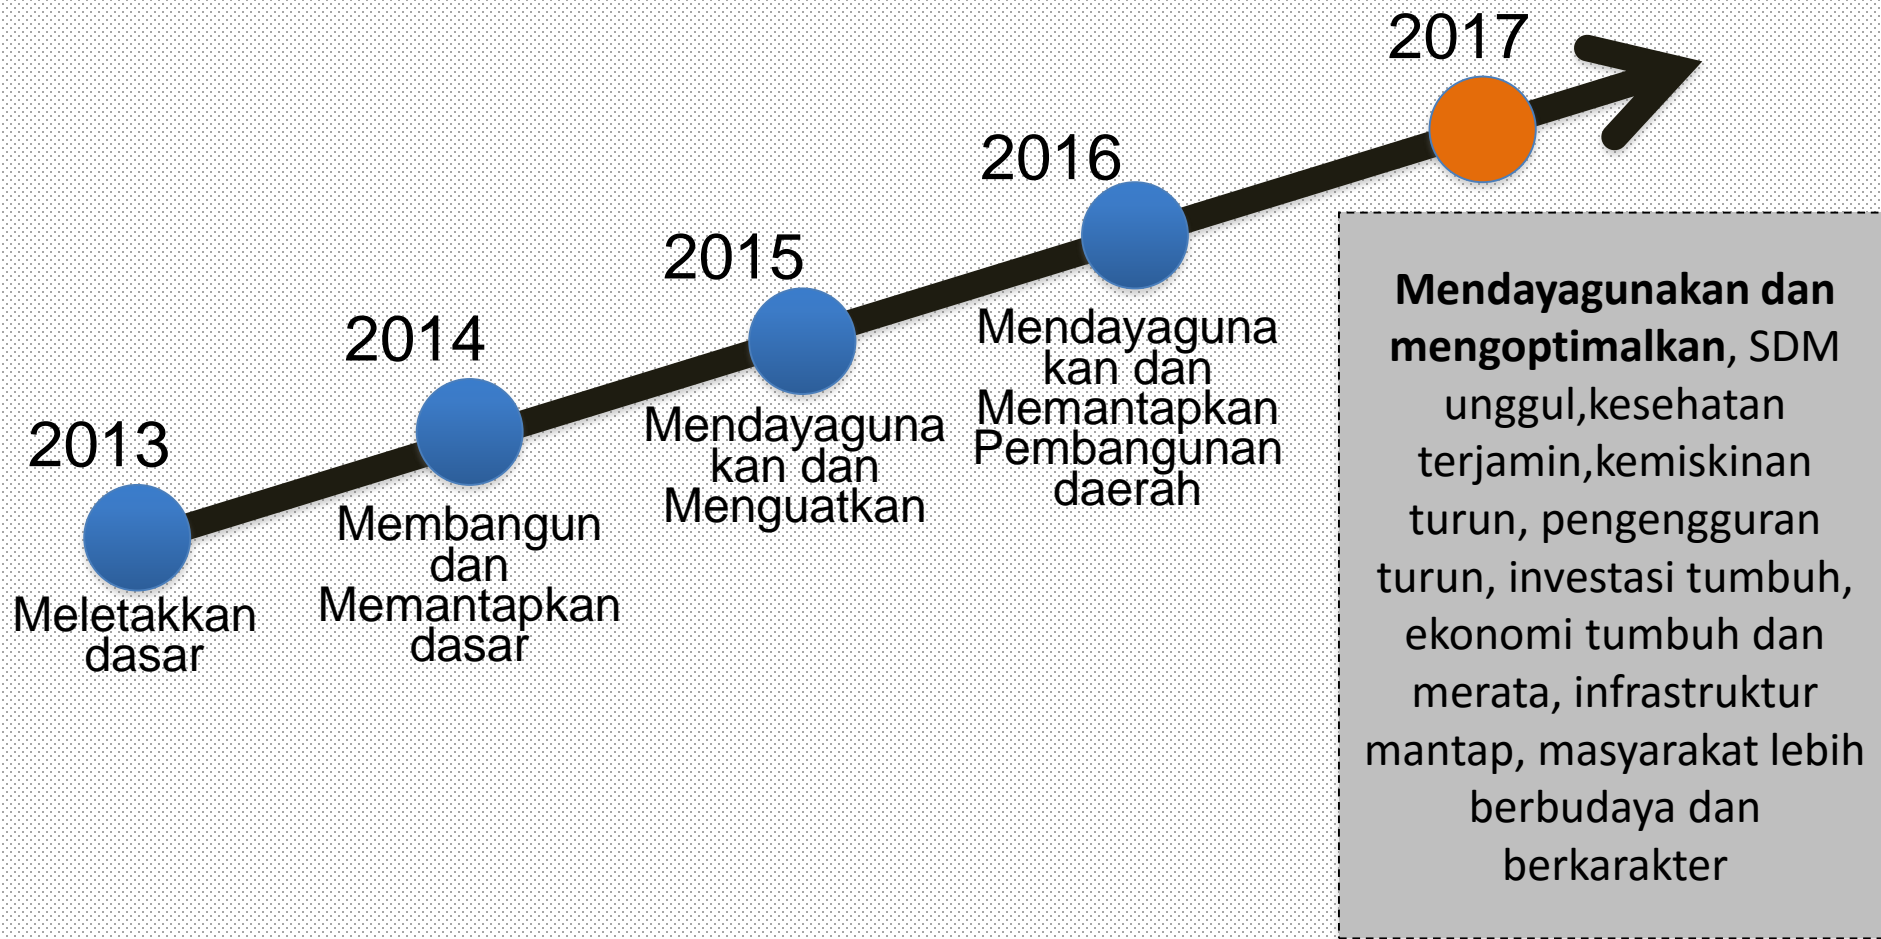 2013
Meletakkan
dasar
2014
Membangun
dan
Memantapkan
dasar
2015
Mendayaguna
kan dan
Menguatkan
2016
Mendayaguna
kan dan
Memantapkan
Pembangunan
daerah
2017
Mendayagunakan dan
mengoptimalkan, SDM
unggul,kesehatan
terjamin,kemiskinan
turun, pengengguran
turun, investasi tumbuh,
ekonomi tumbuh dan
merata, infrastruktur
mantap, masyarakat lebih
berbudaya dan
berkarakter